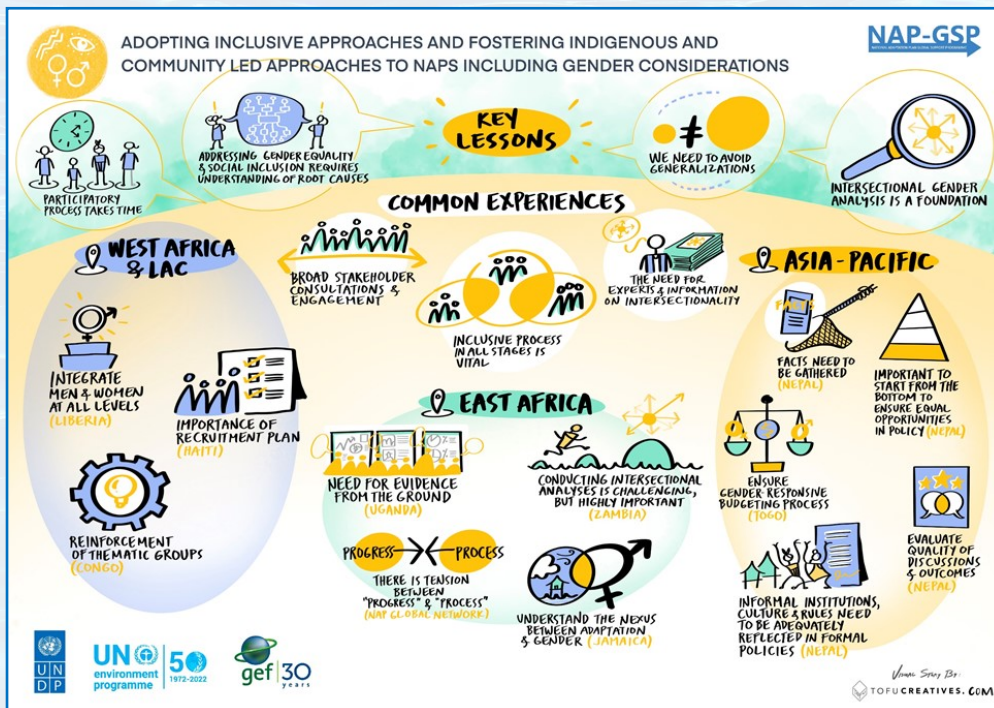 ADOPTING INCLUSIVE APPROACHES AND FOSTERING INDIGENOUS AND
COMMUNITY LED APPROACHES TO NAPS INCLUDING GENDER CONSIDERATIONS
NAP-GSP
KEY
LESSONS
PARTICIPATORY
PROCESS TAKES TIME
ADDRESSING GENDER EQUALITY
& SOCIAL INCLUSION REQUIRES
UNDERSTANDING OF ROOT CAUSES
WE NEED TO AVOID
GENERALIZATIONS
INTERSECTIONAL GENDER
ANALYSIS IS A FOUNDATION
COMMON EXPERIENCES
BROAD STAKEHOLDER
CONSULTATIONS &
ENGAGEMENT
INCLUSIVE PROCESS
IN ALL STAGES IS
VITAL
THE NEED FOR
EXPERTS & INFORMATION
ON INTERSECTIONALITY
WEST AFRICA
& LAC
INTEGRATE
MEN & WOMEN
AT ALL LEVELS
(LIBERIA)
IMPORTANCE OF
RECRUITMENT PLAN
(HAITI)
REINFORCEMENT
OF THEMATIC GROUPS
(CONGO)
EAST AFRICA
NEED FOR EVIDENCE
FROM THE GROUND
(UGANDA)
CONDUCTING INTERSECTIONAL
ANALYSES IS CHALLENGING,
BUT HIGHLY IMPORTANT
(ZAMBIA)
PROGRESS PROCESS
THERE IS TENSION
BETWEEN
"PROGRESS" & "PROCESS"
(NAP GLOBAL NETWORK)
UNDERSTAND THE NEXUS
BETWEEN ADAPTATION
& GENDER (JAMAICA)
ASIA-PACIFIC
FACTS
FACTS NEED TO
BE GATHERED
(NEPAL)
IMPORTANT TO
START FROM THE
BOTTOM TO
ENSURE EQUAL
OPPORTUNITIES
IN POLICY (NEPAL)
ENSURE
GENDER-RESPONSIVE
BUDGETING PROCESS
(TOGO)
EVALUATE
QUALITY OF
DISCUSSIONS
& OUTCOMES
(NEPAL)
INFORMAL INSTITUTIONS,
CULTURE & RULES NEED
TO BE ADEQUATELY
REFLECTED IN FORMAL
POLICIES (NEPAL)
U N
D P
UN
environment
programme
50
1972-2022
gef 30
years
VISUAL STORY BY:
TOFUCREATIVES.COM